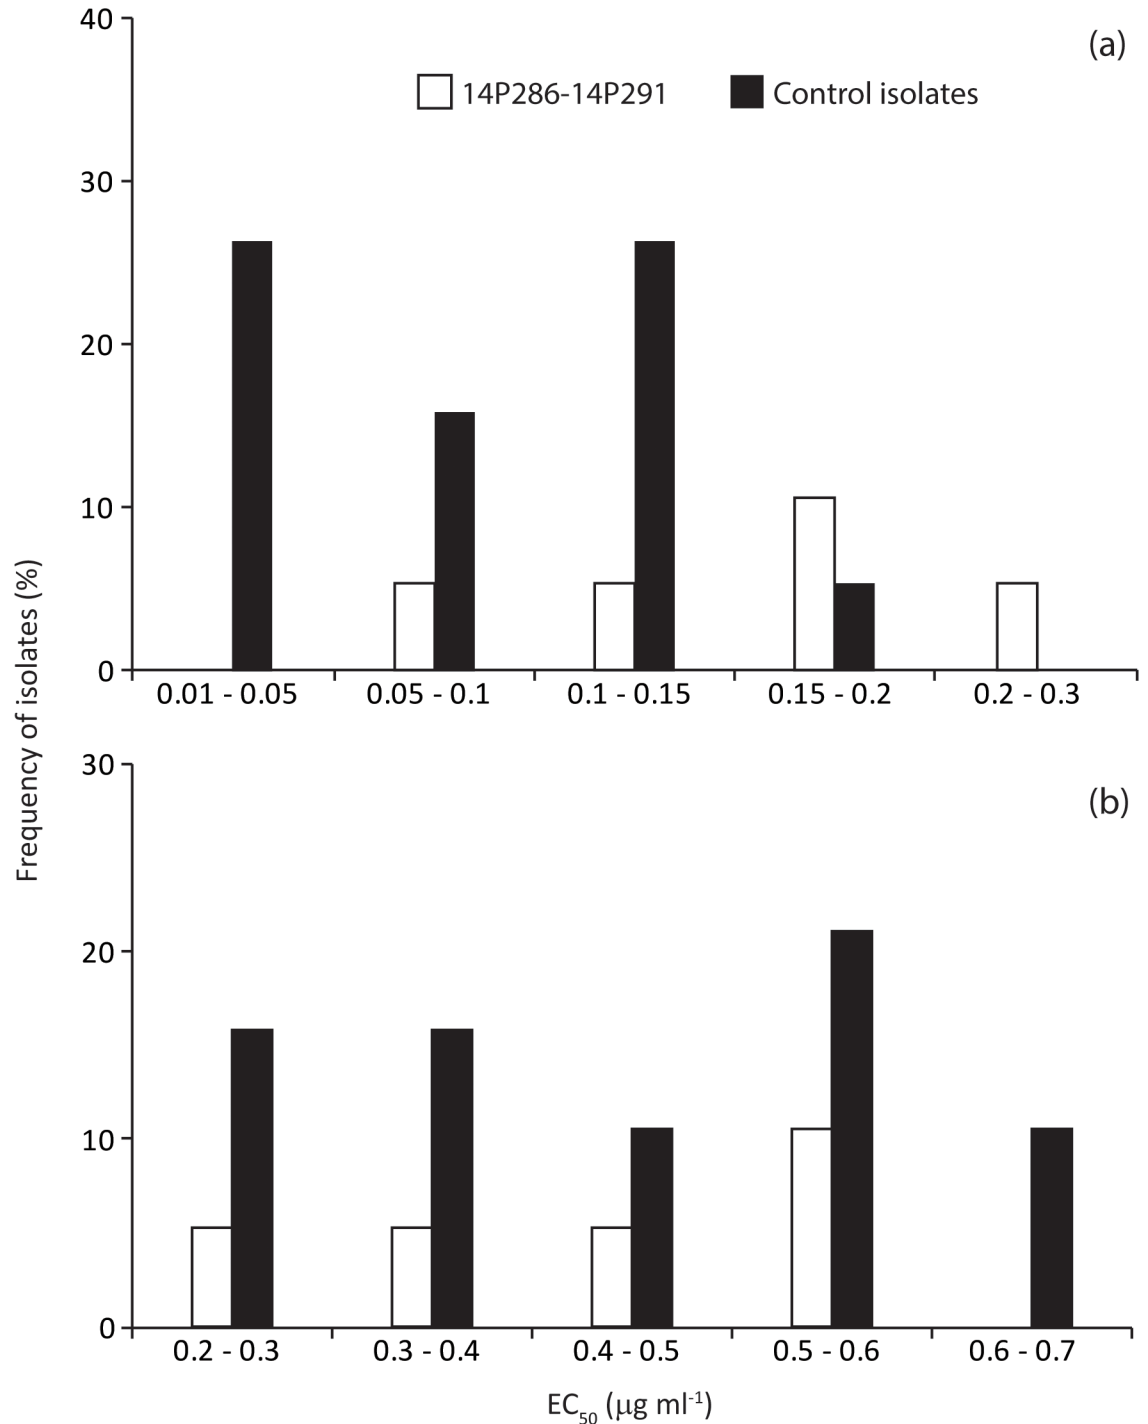 40
(a)
14P286-14P291
Control isolates
30
20
10
0
0.01 - 0.05
0.05 - 0.1
0.1 - 0.15
0.15 - 0.2
0.2 - 0.3
Frequency of isolates (%)
30
(b)
20
10
0
0.2 - 0.3
0.3 - 0.4
0.4 - 0.5
0.5 - 0.6
0.6 - 0.7
EC50 (µg ml-1)